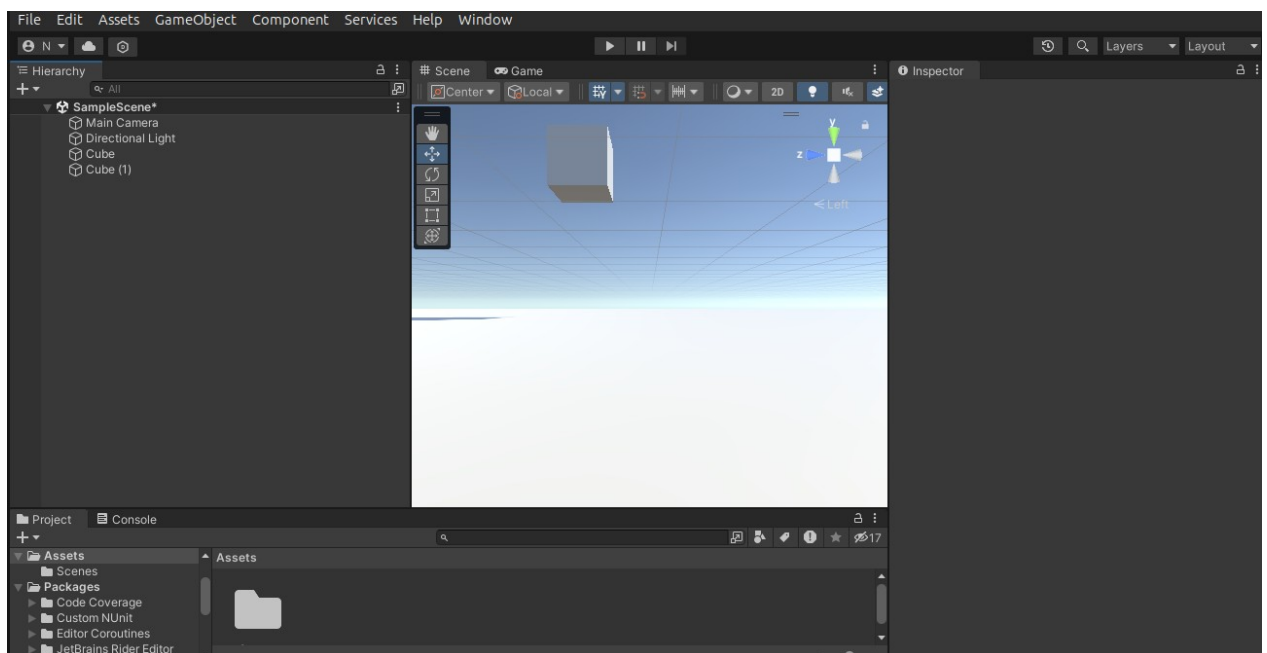 File Edit Assets GameObject Component Services Help Window
N Layers Layout
Hierarchy
All
SampleScene*
Main Camera
Directional Light
Cube
Cube (1)
Scene Game
Center Local 2D
y
z
Left
Inspector
Project Console
17
Assets
Scenes
Packages
Code Coverage
Custom NUnit
Editor Coroutines
JetBrains Rider Editor
Assets